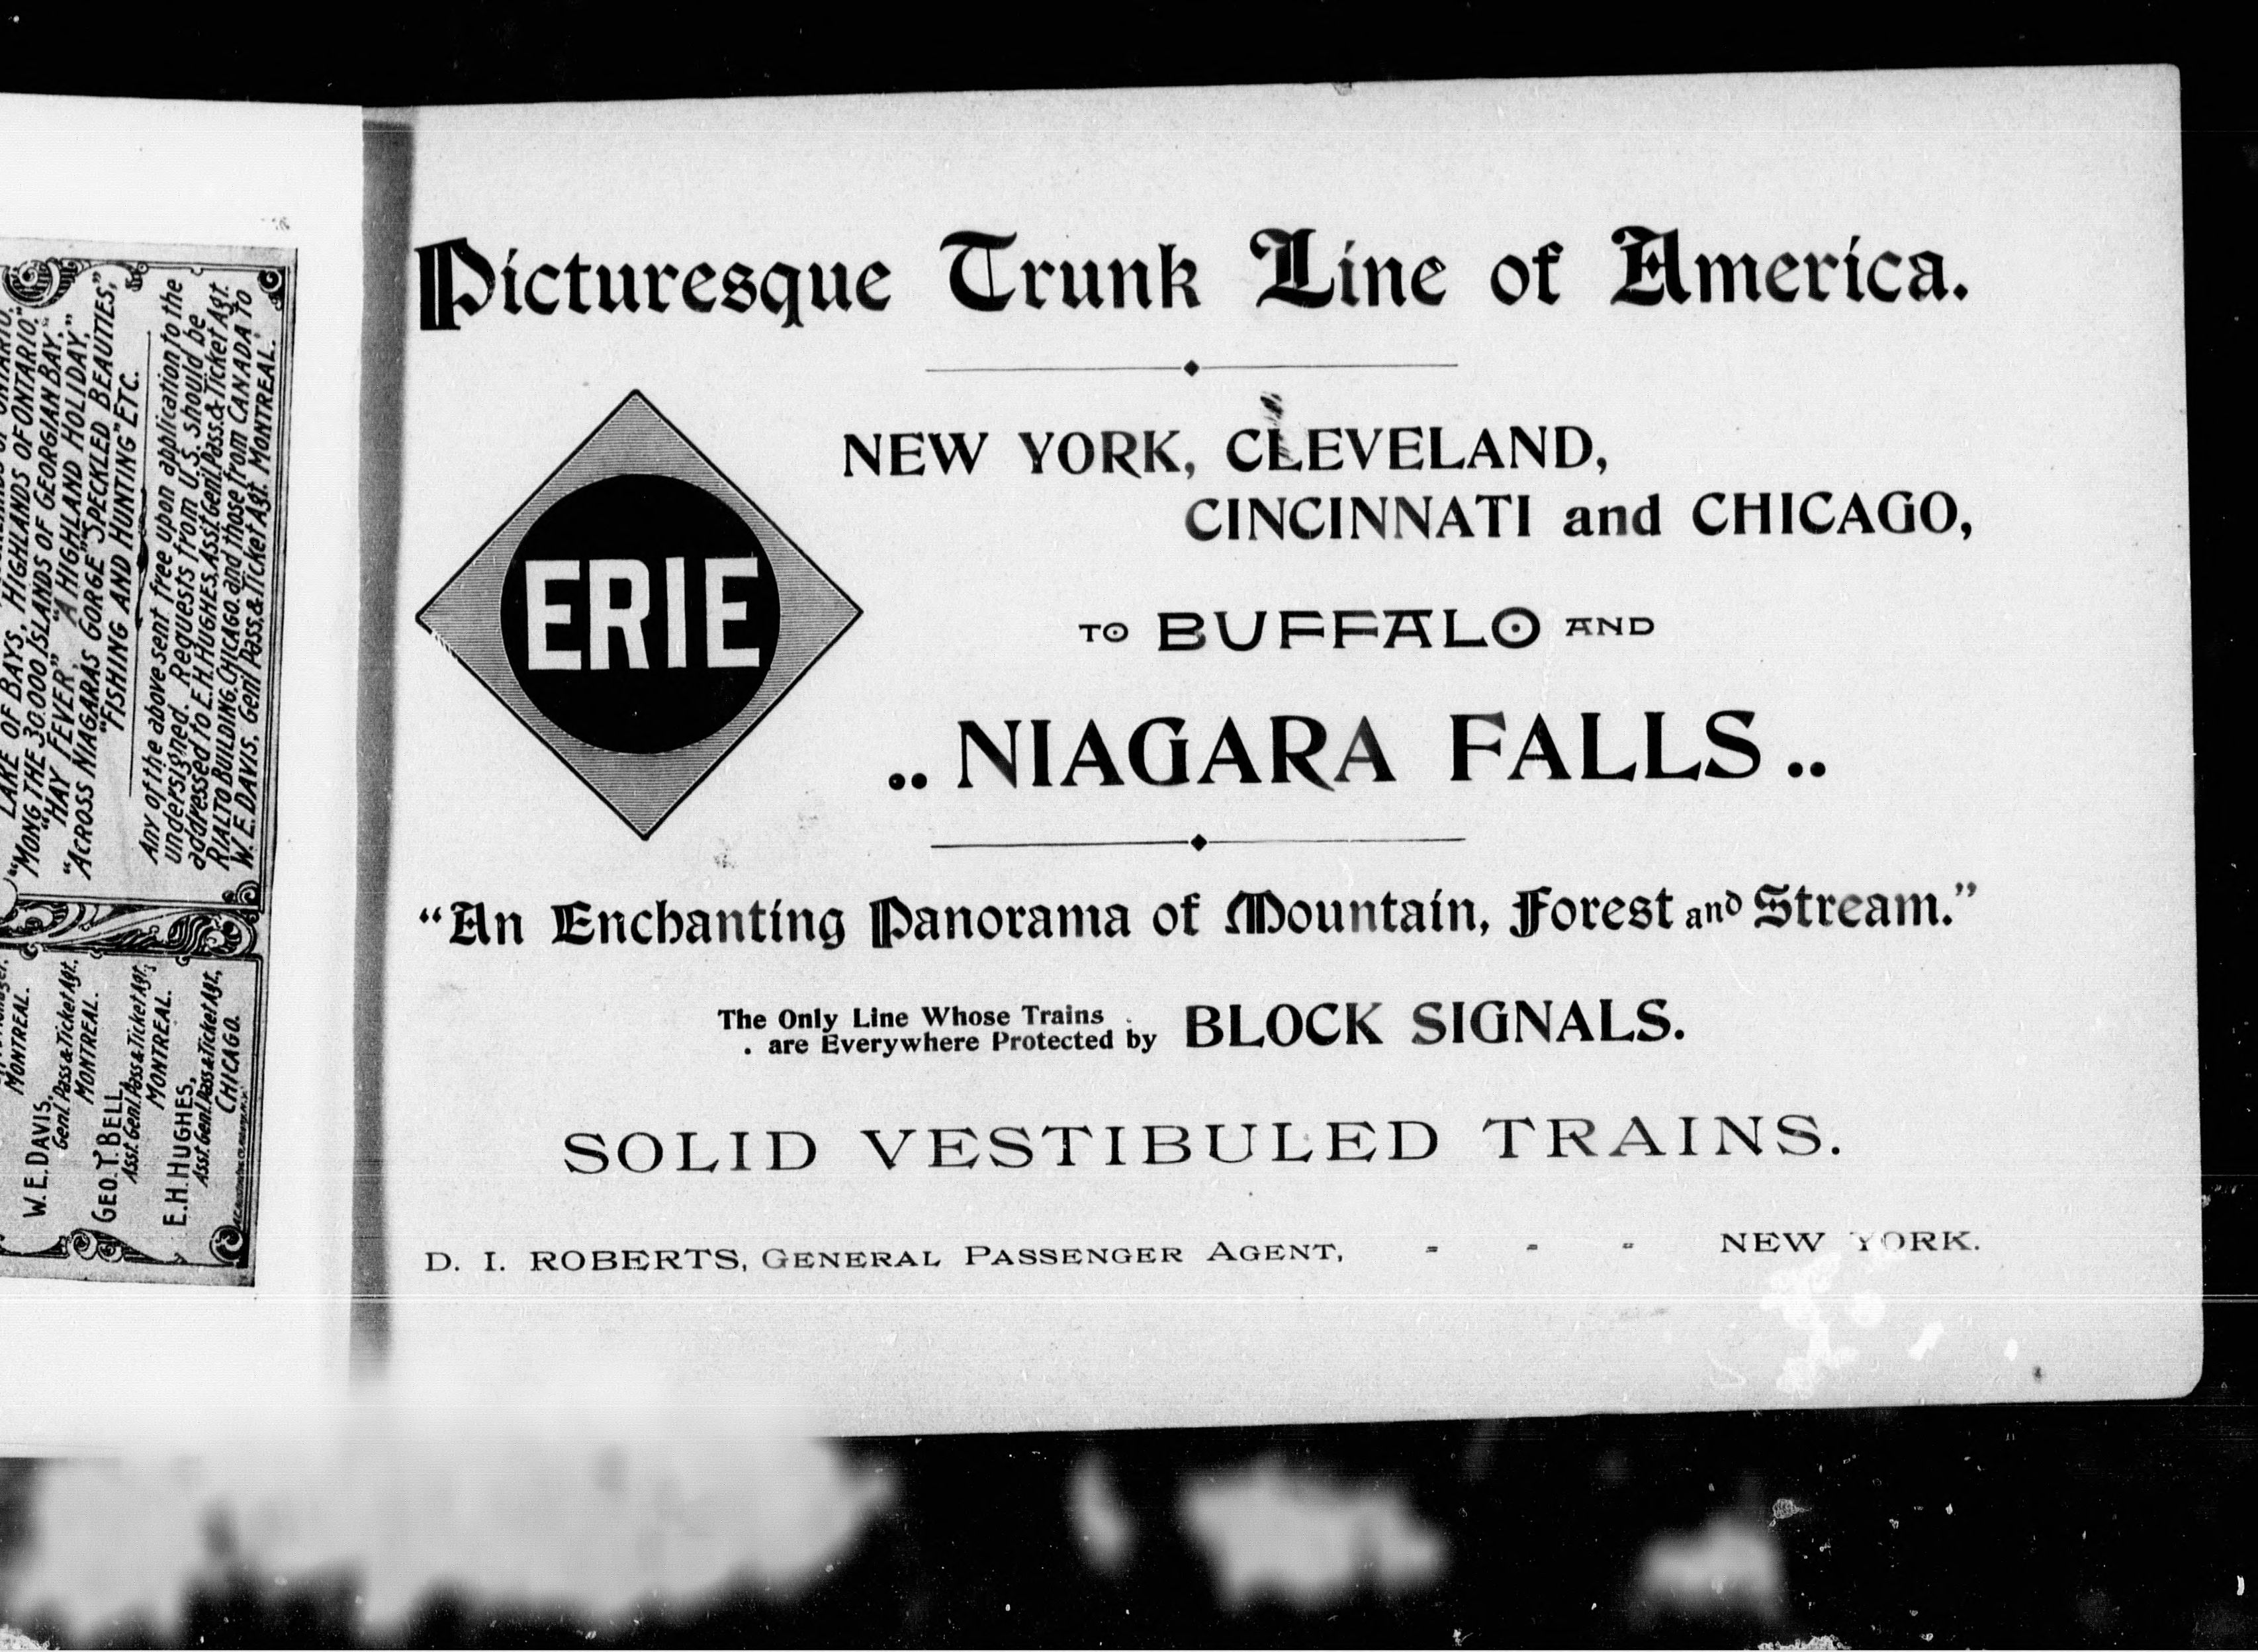 LAKE OF BAYS, HIGHLANDS OF ONTARIO,"
"MONG THE 30.000 ISLANDS OF GEORGIAN BAY,"
"HAY FEVER," "A HIGHLAND HOLIDAY,"
"ACROSS NIAGARAS GORGE" "SPECKLED BEAUTIES,"
"FISHING AND HUNTING" ETC.
Any of the above sent free upon application to the
undersigned. Requests from U.S. should be
addressed to E.H. HUGHES, Asst. Genl. Pass. & Ticket Agt.
RIALTO BUILDING, CHICAGO. and those from CANADA TO
W.E. DAVIS, Genl Pass. & Ticket Agt. MONTREAL.
MONTREAL.
W.E. DAVIS,
Genl. Pass & Ticket Agt.
MONTREAL.
GEO. T. BELL,
Asst. Genl. Pass & Ticket Agt.
MONTREAL.
E.H. HUGHES,
Asst Genl. Pass & Ticket Agt.
CHICAGO.
Picturesque Trunk Line of America.
ERIE
NEW YORK, CLEVELAND,
CINCINNATI and CHICAGO,
TO BUFFALO AND
.. NIAGARA FALLS ..
"An Enchanting Panorama of Mountain, Forest and Stream."
The Only Line Whose Trains .
. are Everywhere Protected by BLOCK SIGNALS.
SOLID VESTIBULED TRAINS.
D. I. ROBERTS, GENERAL PASSENGER AGENT, - - - NEW YORK.